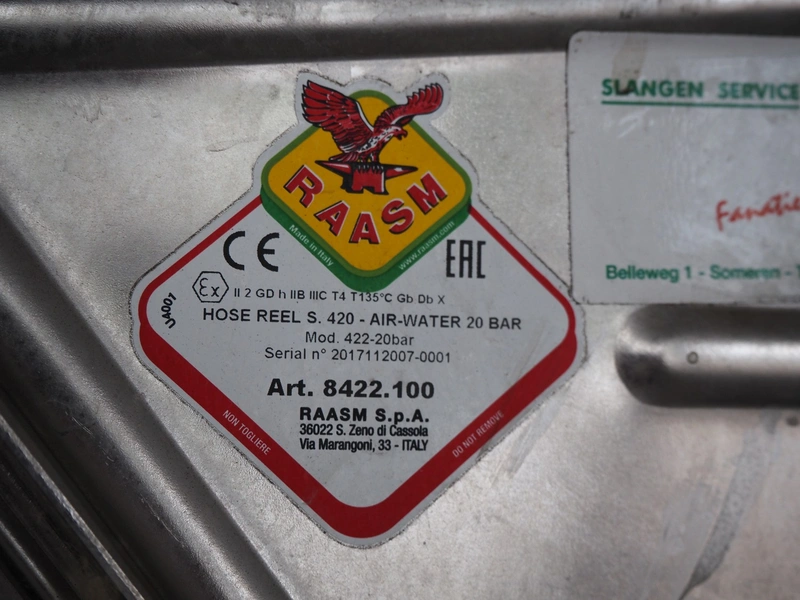 RAASM
Made in Italy
www.raasm.com
CE
EAC
UA001
Ex II 2 GD h IIB IIIC T4 T135°C Gb Db X
HOSE REEL S. 420 - AIR-WATER 20 BAR
Mod. 422-20bar
Serial n° 2017112007-0001
Art. 8422.100
RAASM S.p.A.
36022 S. Zeno di Cassola
Via Marangoni, 33 - ITALY
NON TOGLIERE
DO NOT REMOVE
SLANGEN SERVICE
Belleweg 1 - Someren -